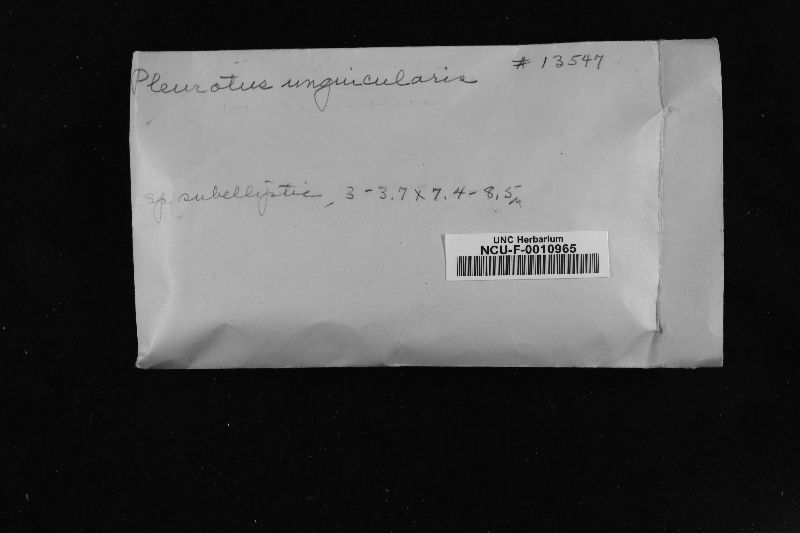 Pleurotus unguicularis # 13547
sp. subelliptic, 3-3.7 x 7.4-8.5µ
UNC Herbarium
NCU-F-0010965